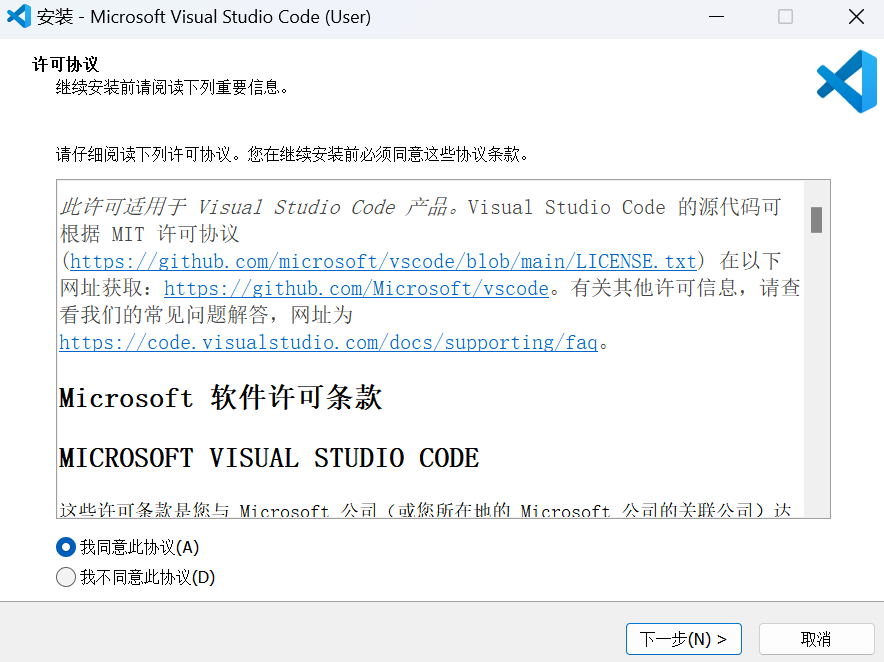 安装 - Microsoft Visual Studio Code (User)
许可协议
继续安装前请阅读下列重要信息。
请仔细阅读下列许可协议。您在继续安装前必须同意这些协议条款。
此许可适用于 Visual Studio Code 产品。Visual Studio Code 的源代码可
根据 MIT 许可协议
(https://github.com/microsoft/vscode/blob/main/LICENSE.txt) 在以下
网址获取：https://github.com/Microsoft/vscode。有关其他许可信息，请查
看我们的常见问题解答，网址为
https://code.visualstudio.com/docs/supporting/faq。
Microsoft 软件许可条款
MICROSOFT VISUAL STUDIO CODE
这些许可条款是您与 Microsoft 公司（或您所在地的 Microsoft 公司的关联公司）达
我同意此协议(A)
我不同意此协议(D)
下一步(N) >
取消